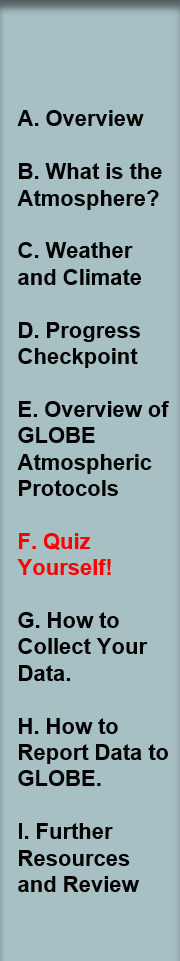 A. Overview
B. What is the
Atmosphere?
C. Weather
and Climate
D. Progress
Checkpoint
E. Overview of
GLOBE
Atmospheric
Protocols
F. Quiz
Yourself!
G. How to
Collect Your
Data.
H. How to
Report Data to
GLOBE.
I. Further
Resources
and Review